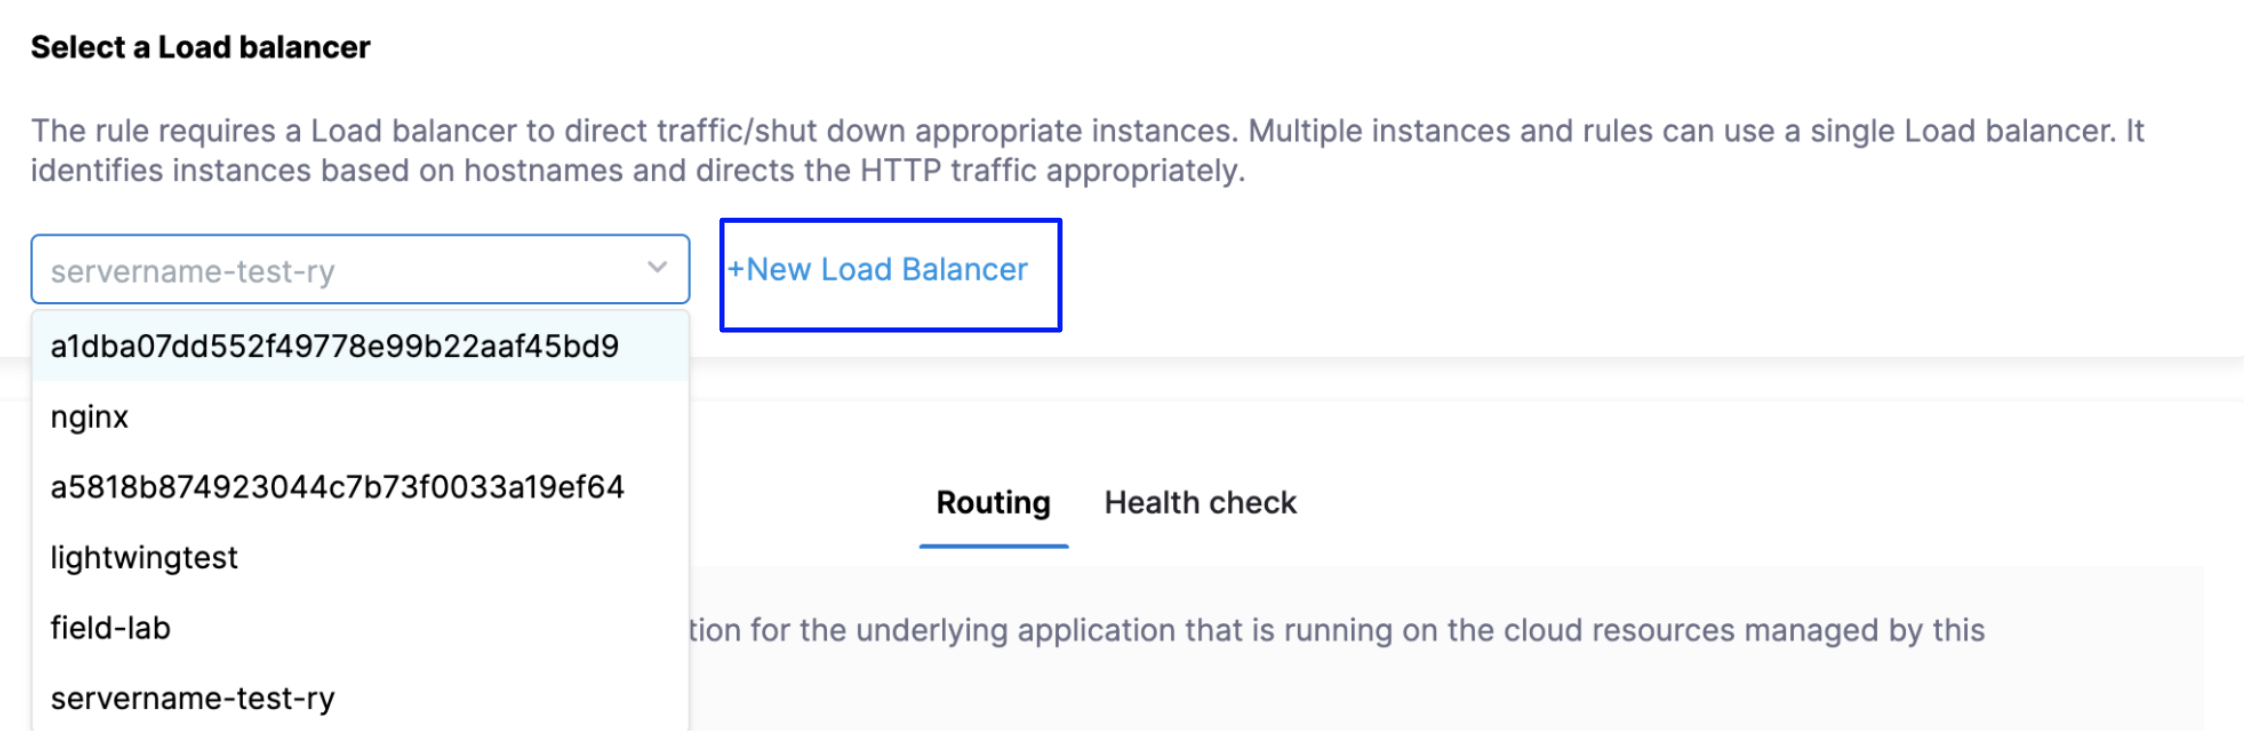 Select a Load balancer
The rule requires a Load balancer to direct traffic/shut down appropriate instances. Multiple instances and rules can use a single Load balancer. It
identifies instances based on hostnames and directs the HTTP traffic appropriately.
servername-test-ry
+New Load Balancer
a1dba07dd552f49778e99b22aaf45bd9
nginx
a5818b874923044c7b73f0033a19ef64
lightwingtest
field-lab
servername-test-ry
Routing
Health check
tion for the underlying application that is running on the cloud resources managed by this